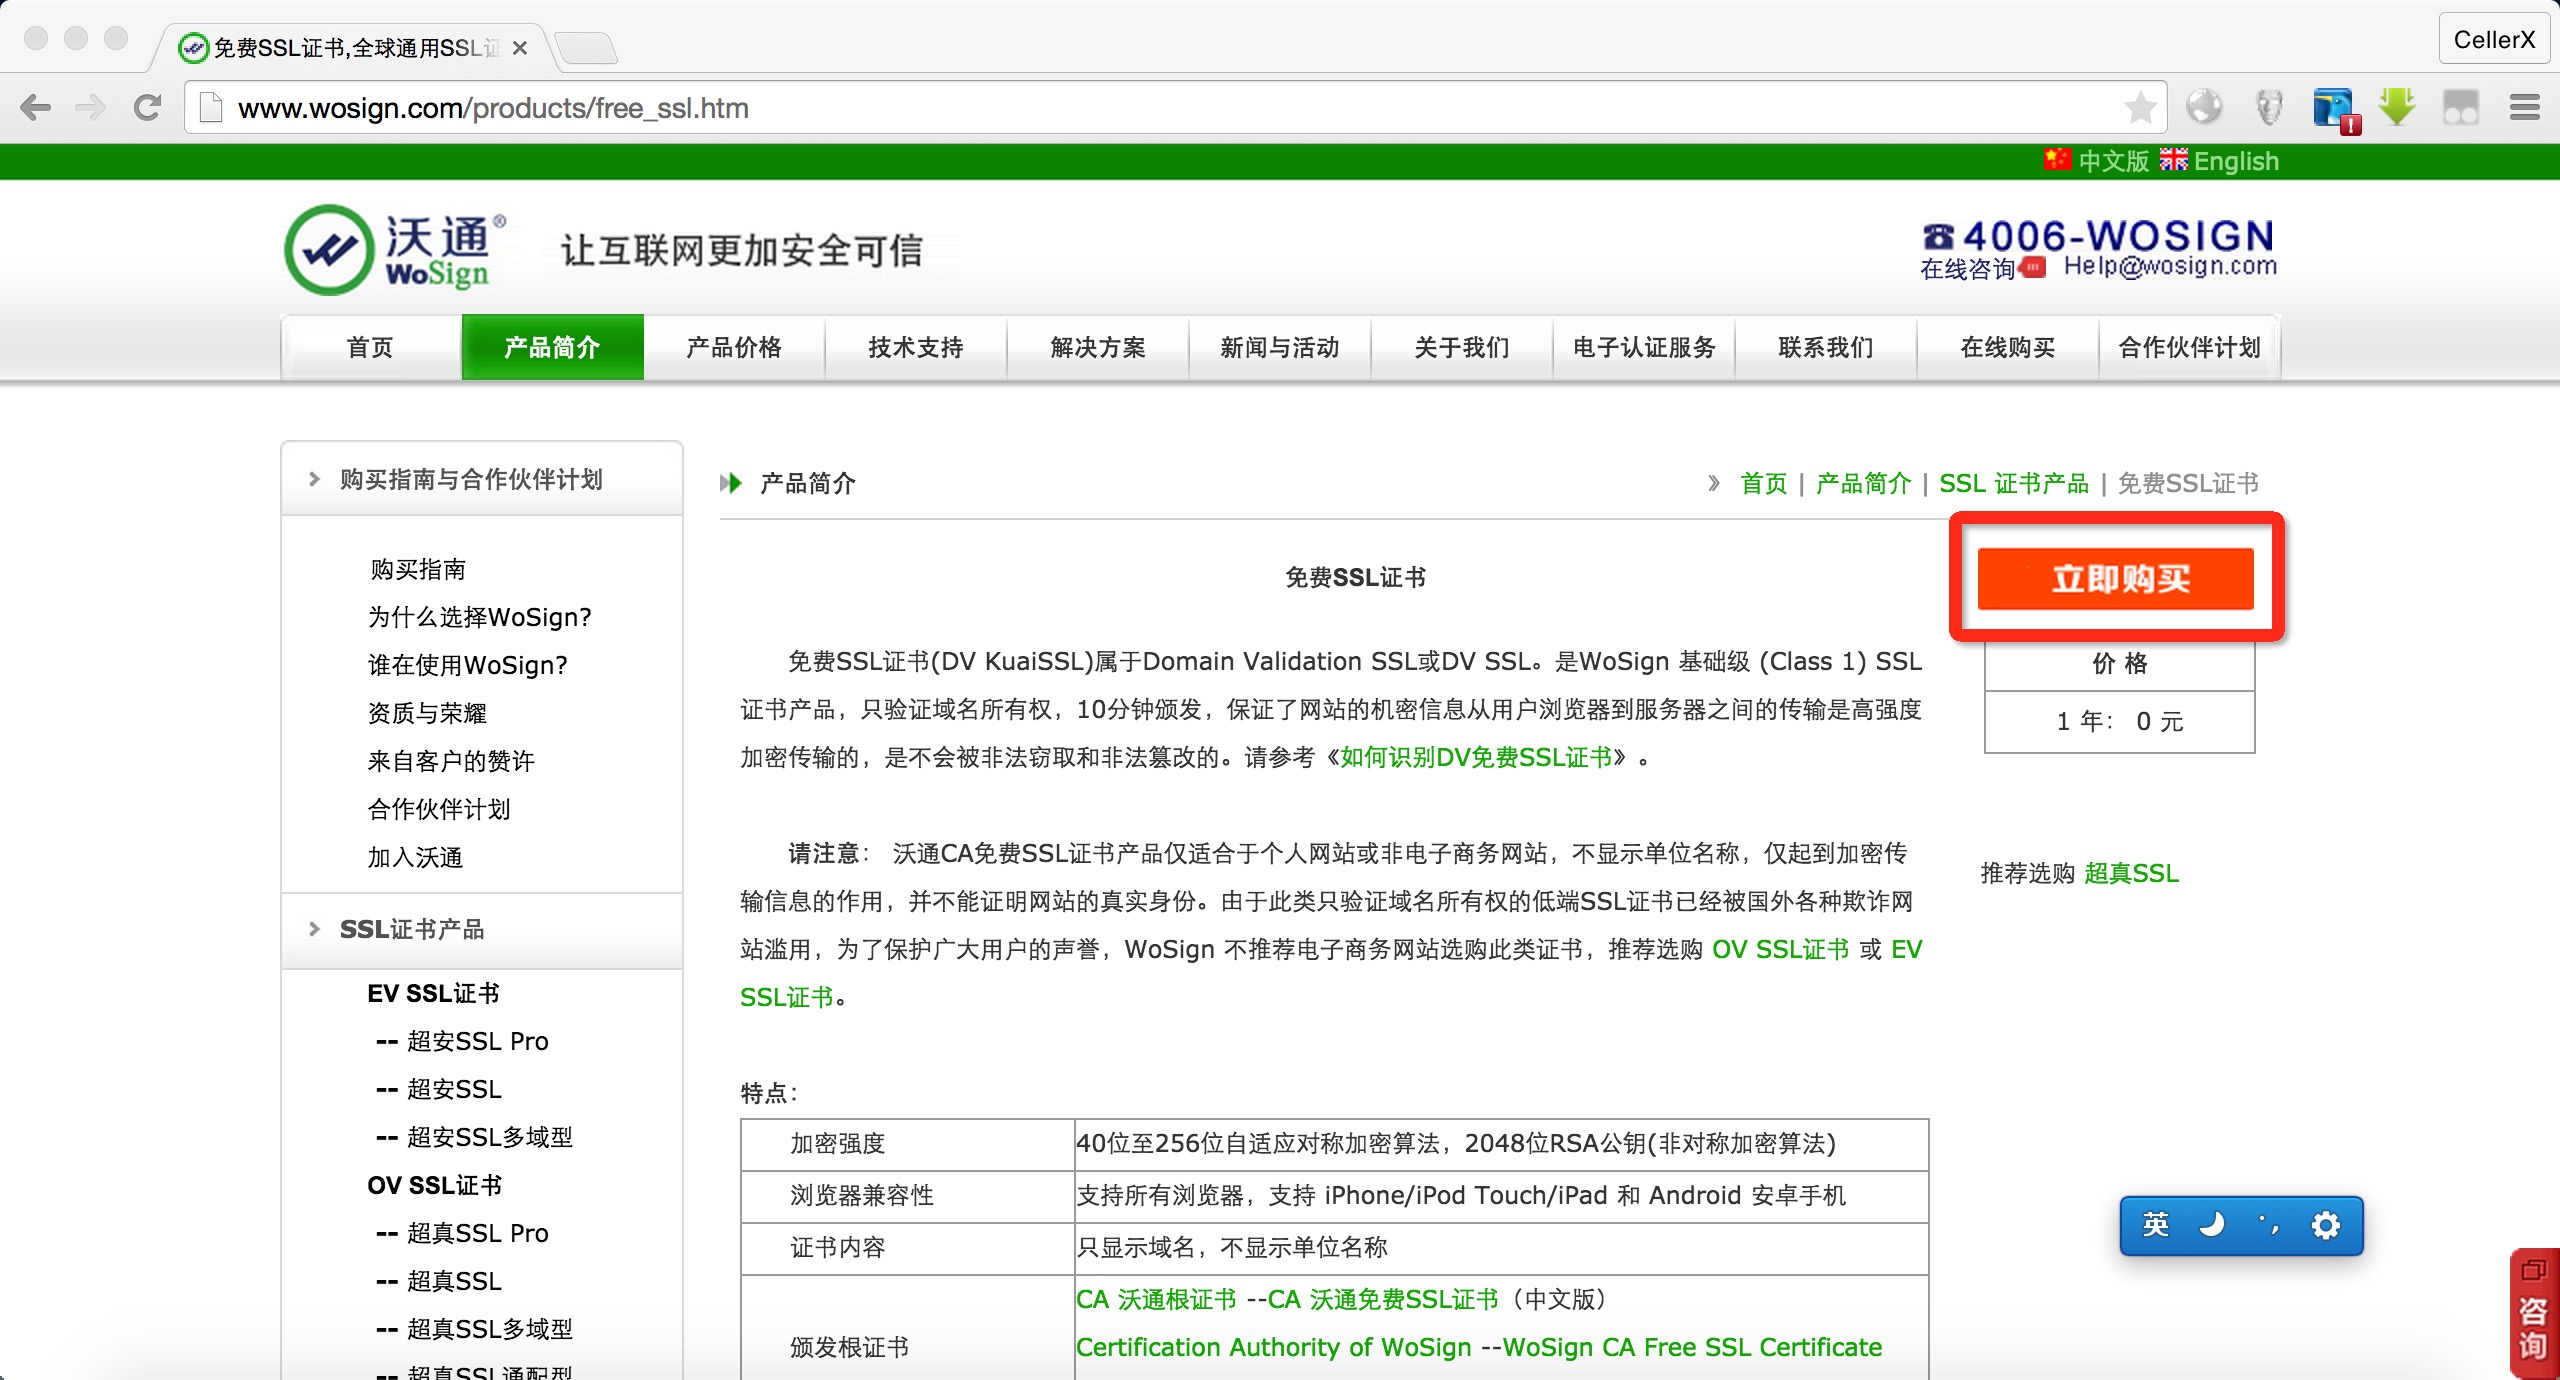 免费SSL证书,全球通用SSL
CellerX
www.wosign.com/products/free_ssl.htm
中文版 English
沃通®
WoSign
让互联网更加安全可信
4006-WOSIGN
在线咨询 Help@wosign.com
首页 产品简介 产品价格 技术支持 解决方案 新闻与活动 关于我们 电子认证服务 联系我们 在线购买 合作伙伴计划
购买指南与合作伙伴计划
购买指南
为什么选择WoSign?
谁在使用WoSign?
资质与荣耀
来自客户的赞许
合作伙伴计划
加入沃通
SSL证书产品
EV SSL证书
-- 超安SSL Pro
-- 超安SSL
-- 超安SSL多域型
OV SSL证书
-- 超真SSL Pro
-- 超真SSL
-- 超真SSL多域型
-- 超真SSL通配型
产品简介
》 首页 | 产品简介 | SSL 证书产品 | 免费SSL证书
免费SSL证书
免费SSL证书(DV KuaiSSL)属于Domain Validation SSL或DV SSL。是WoSign 基础级 (Class 1) SSL
证书产品，只验证域名所有权，10分钟颁发，保证了网站的机密信息从用户浏览器到服务器之间的传输是高强度
加密传输的，是不会被非法窃取和非法篡改的。请参考《如何识别DV免费SSL证书》。
请注意： 沃通CA免费SSL证书产品仅适合于个人网站或非电子商务网站，不显示单位名称，仅起到加密传
输信息的作用，并不能证明网站的真实身份。由于此类只验证域名所有权的低端SSL证书已经被国外各种欺诈网
站滥用，为了保护广大用户的声誉，WoSign 不推荐电子商务网站选购此类证书，推荐选购 OV SSL证书 或 EV
SSL证书。
特点：
加密强度 40位至256位自适应对称加密算法，2048位RSA公钥(非对称加密算法)
浏览器兼容性 支持所有浏览器，支持 iPhone/iPod Touch/iPad 和 Android 安卓手机
证书内容 只显示域名，不显示单位名称
颁发根证书
CA 沃通根证书 --CA 沃通免费SSL证书（中文版）
Certification Authority of WoSign --WoSign CA Free SSL Certificate
立即购买
价 格
1 年： 0 元
推荐选购 超真SSL
英
咨询